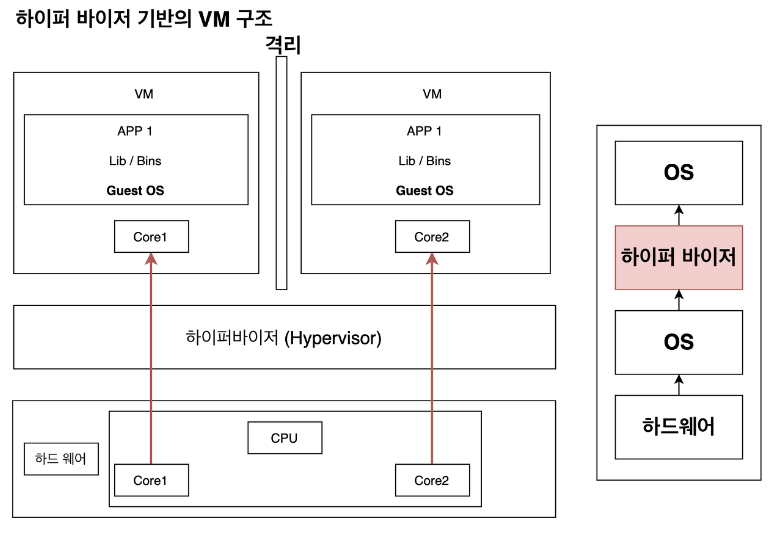 하이퍼 바이저 기반의 VM 구조
격리
VM
APP 1
Lib / Bins
Guest OS
Core1
VM
APP 1
Lib / Bins
Guest OS
Core2
하이퍼바이저 (Hypervisor)
하드 웨어
CPU
Core1
Core2
OS
하이퍼 바이저
OS
하드웨어